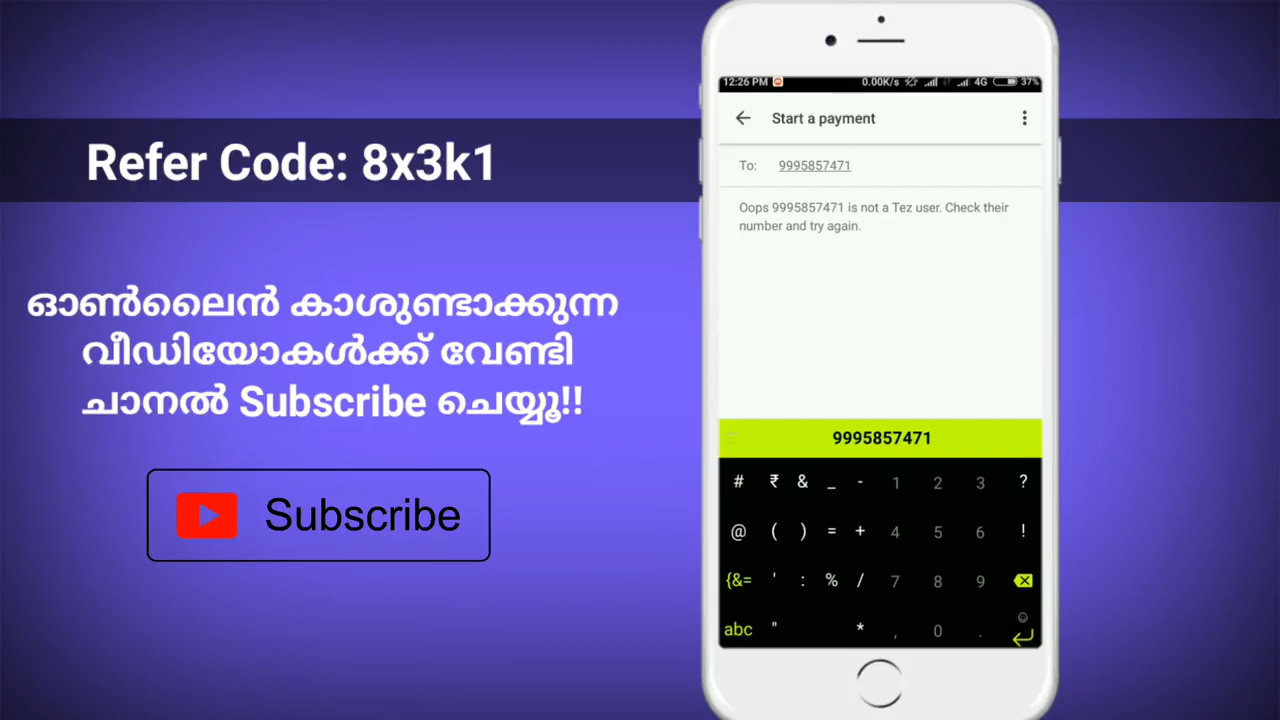 Refer Code: 8x3k1
ഓൺലൈൻ കാശുണ്ടാക്കുന്ന
വീഡിയോകൾക്ക് വേണ്ടി
ചാനൽ Subscribe ചെയ്യൂ!!
Subscribe
12:26 PM 0.00K/s 4G 37%
Start a payment
To: 9995857471
Oops 9995857471 is not a Tez user. Check their
number and try again.
9995857471
# ₹ & _ - 1 2 3 ?
@ ( ) = + 4 5 6 !
{&= ' : % / 7 8 9
abc " * , 0 .